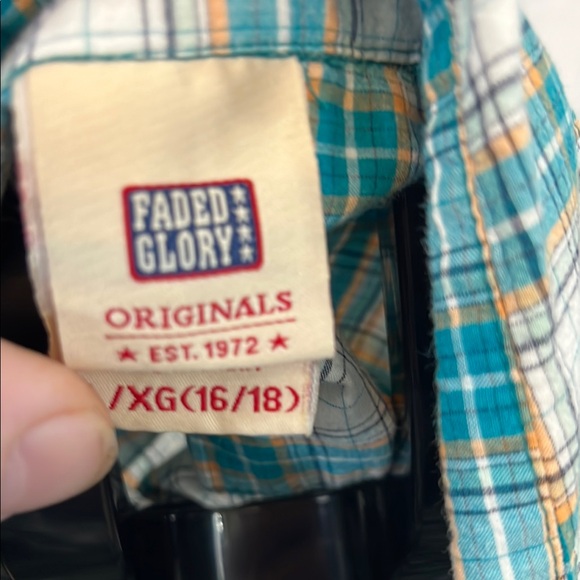 FADED
GLORY
ORIGINALS
★ EST. 1972 ★
/XG(16/18)